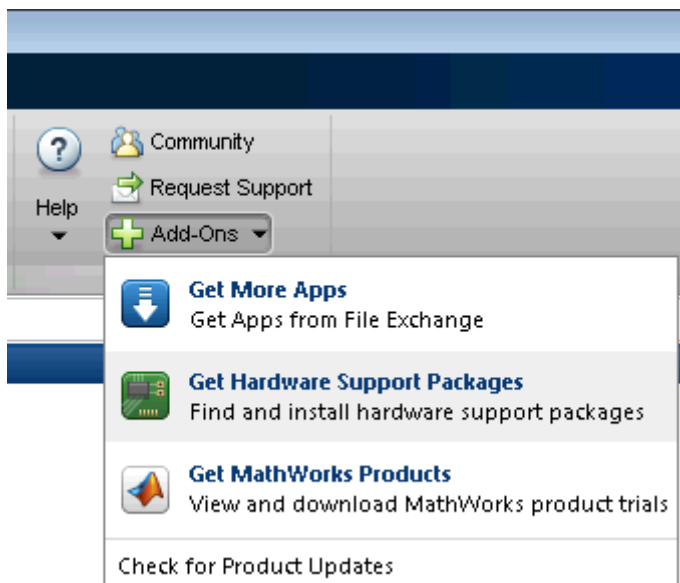 ?
Help
Community
Request Support
Add-Ons
Get More Apps
Get Apps from File Exchange
Get Hardware Support Packages
Find and install hardware support packages
Get MathWorks Products
View and download MathWorks product trials
Check for Product Updates